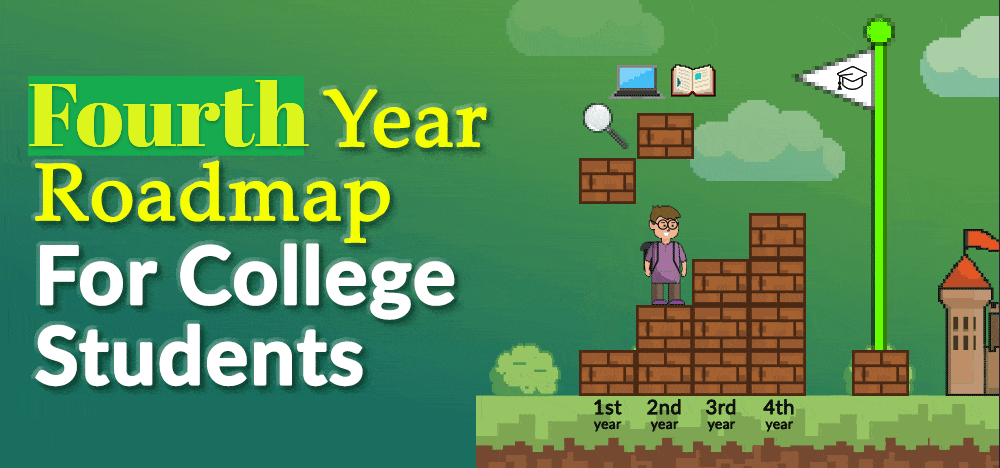 Fourth Year
Roadmap
For College
Students
1st 2nd 3rd 4th
year year year year